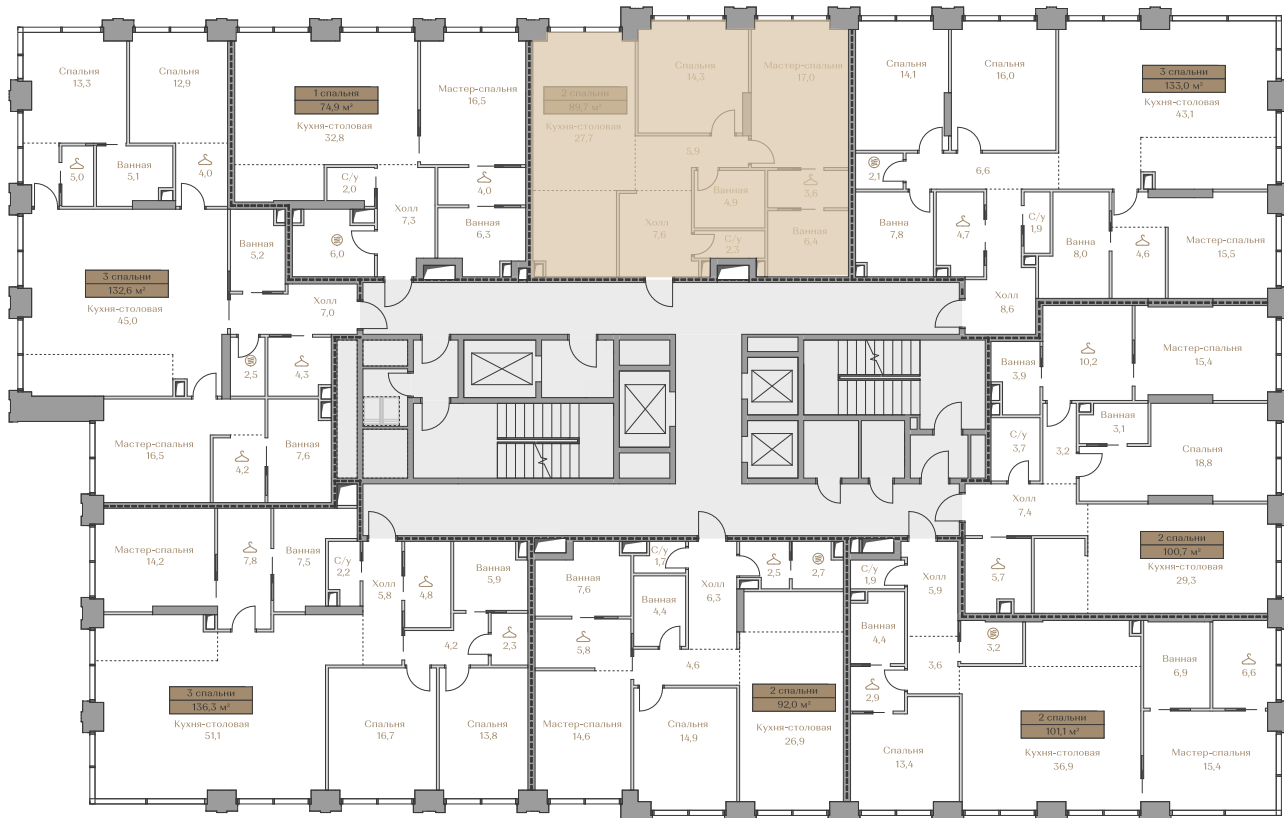 Спальня
13,3
Спальня
12,9
5,0
Ванная
5,1
4,0
3 спальни
132,6 м²
Кухня-столовая
45,0
Ванная
5,2
Холл
7,0
2,5
4,3
Мастер-спальня
16,5
4,2
Ванная
7,6
1 спальня
74,9 м²
Кухня-столовая
32,8
Мастер-спальня
16,5
С/у
2,0
4,0
Холл
7,3
Ванная
6,3
6,0
2 спальни
89,7 м²
Кухня-столовая
27,7
Спальня
14,3
Мастер-спальня
17,0
5,9
Ванная
4,9
3,6
Холл
7,6
С/у
2,3
Ванная
6,4
Спальня
14,1
Спальня
16,0
3 спальни
133,0 м²
Кухня-столовая
43,1
2,1
6,6
Ванна
7,8
4,7
С/у
1,9
Ванна
8,0
4,6
Мастер-спальня
15,5
Холл
8,6
Ванная
3,9
10,2
Мастер-спальня
15,4
Ванная
3,1
С/у
3,7
3,2
Спальня
18,8
Холл
7,4
2 спальни
100,7 м²
Кухня-столовая
29,3
5,7
Мастер-спальня
14,2
7,8
Ванная
7,5
С/у
2,2
Холл
5,8
4,8
Ванная
5,9
4,2
2,3
3 спальни
136,3 м²
Кухня-столовая
51,1
Спальня
16,7
Спальня
13,8
С/у
1,7
2,5
2,7
Ванная
7,6
Ванная
4,4
Холл
6,3
5,8
4,6
2 спальни
92,0 м²
Кухня-столовая
26,9
Мастер-спальня
14,6
Спальня
14,9
С/у
1,9
Холл
5,9
Ванная
4,4
3,2
3,6
2,9
Ванная
6,9
6,6
2 спальни
101,1 м²
Кухня-столовая
36,9
Спальня
13,4
Мастер-спальня
15,4